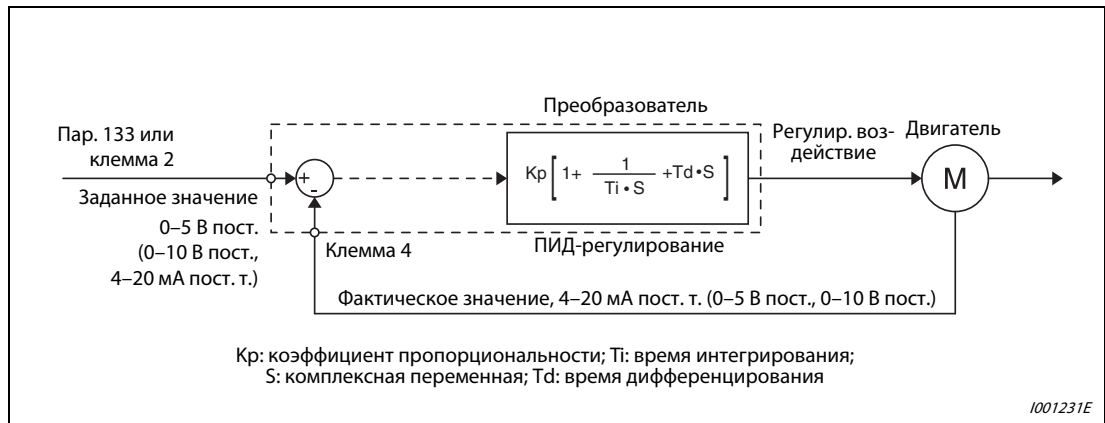 Преобразователь
Пар. 133 или
клемма 2
Регулир. воз-
действие
Двигатель
+
-
Kp [ 1+ 1 / Ti • S +Td•S ]
M
Заданное значение
0–5 В пост.
(0–10 В пост.,
4–20 мА пост. т.)
Клемма 4
ПИД-регулирование
Фактическое значение, 4–20 мА пост. т. (0–5 В пост., 0–10 В пост.)
Kp: коэффициент пропорциональности; Ti: время интегрирования;
S: комплексная переменная; Td: время дифференцирования
I001231E